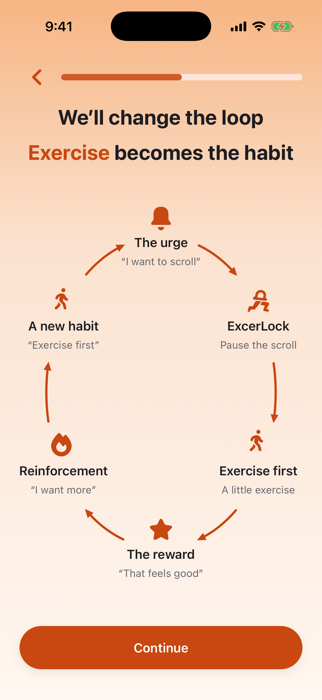 9:41
We'll change the loop
Exercise becomes the habit
The urge
“I want to scroll”
A new habit
“Exercise first”
ExcerLock
Pause the scroll
Reinforcement
“I want more”
Exercise first
A little exercise
The reward
“That feels good”
Continue